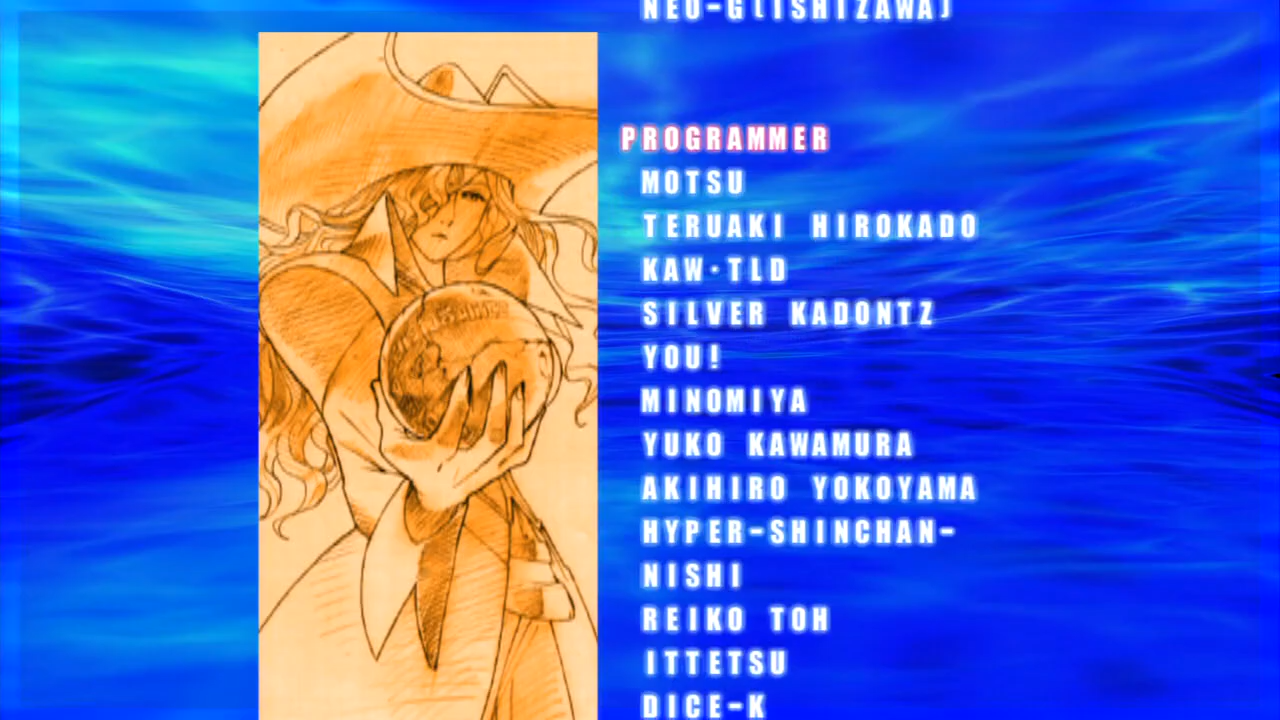 NEO-G(ISHIZAWA)
PROGRAMMER
MOTSU
TERUAKI HIROKADO
KAW·TLD
SILVER KADONTZ
YOU!
MINOMIYA
YUKO KAWAMURA
AKIHIRO YOKOYAMA
HYPER-SHINCHAN-
NISHI
REIKO TOH
ITTETSU
DICE-K